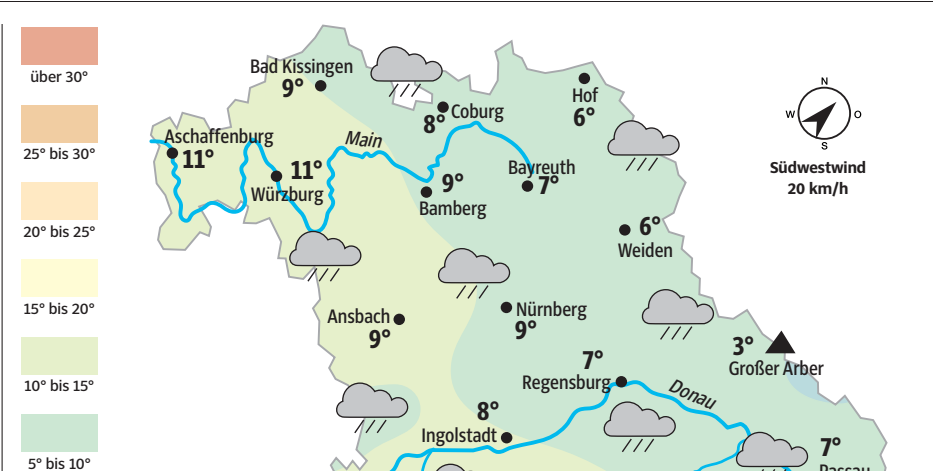 über 30°
25° bis 30°
20° bis 25°
15° bis 20°
10° bis 15°
5° bis 10°
Bad Kissingen
9°
Coburg
8°
Hof
6°
Aschaffenburg
11°
Main
11°
Würzburg
9°
Bamberg
Bayreuth
7°
6°
Weiden
Ansbach
9°
Nürnberg
9°
3°
Großer Arber
7°
Regensburg
Donau
8°
Ingolstadt
7°
Passau
N
W
O
S
Südwestwind
20 km/h